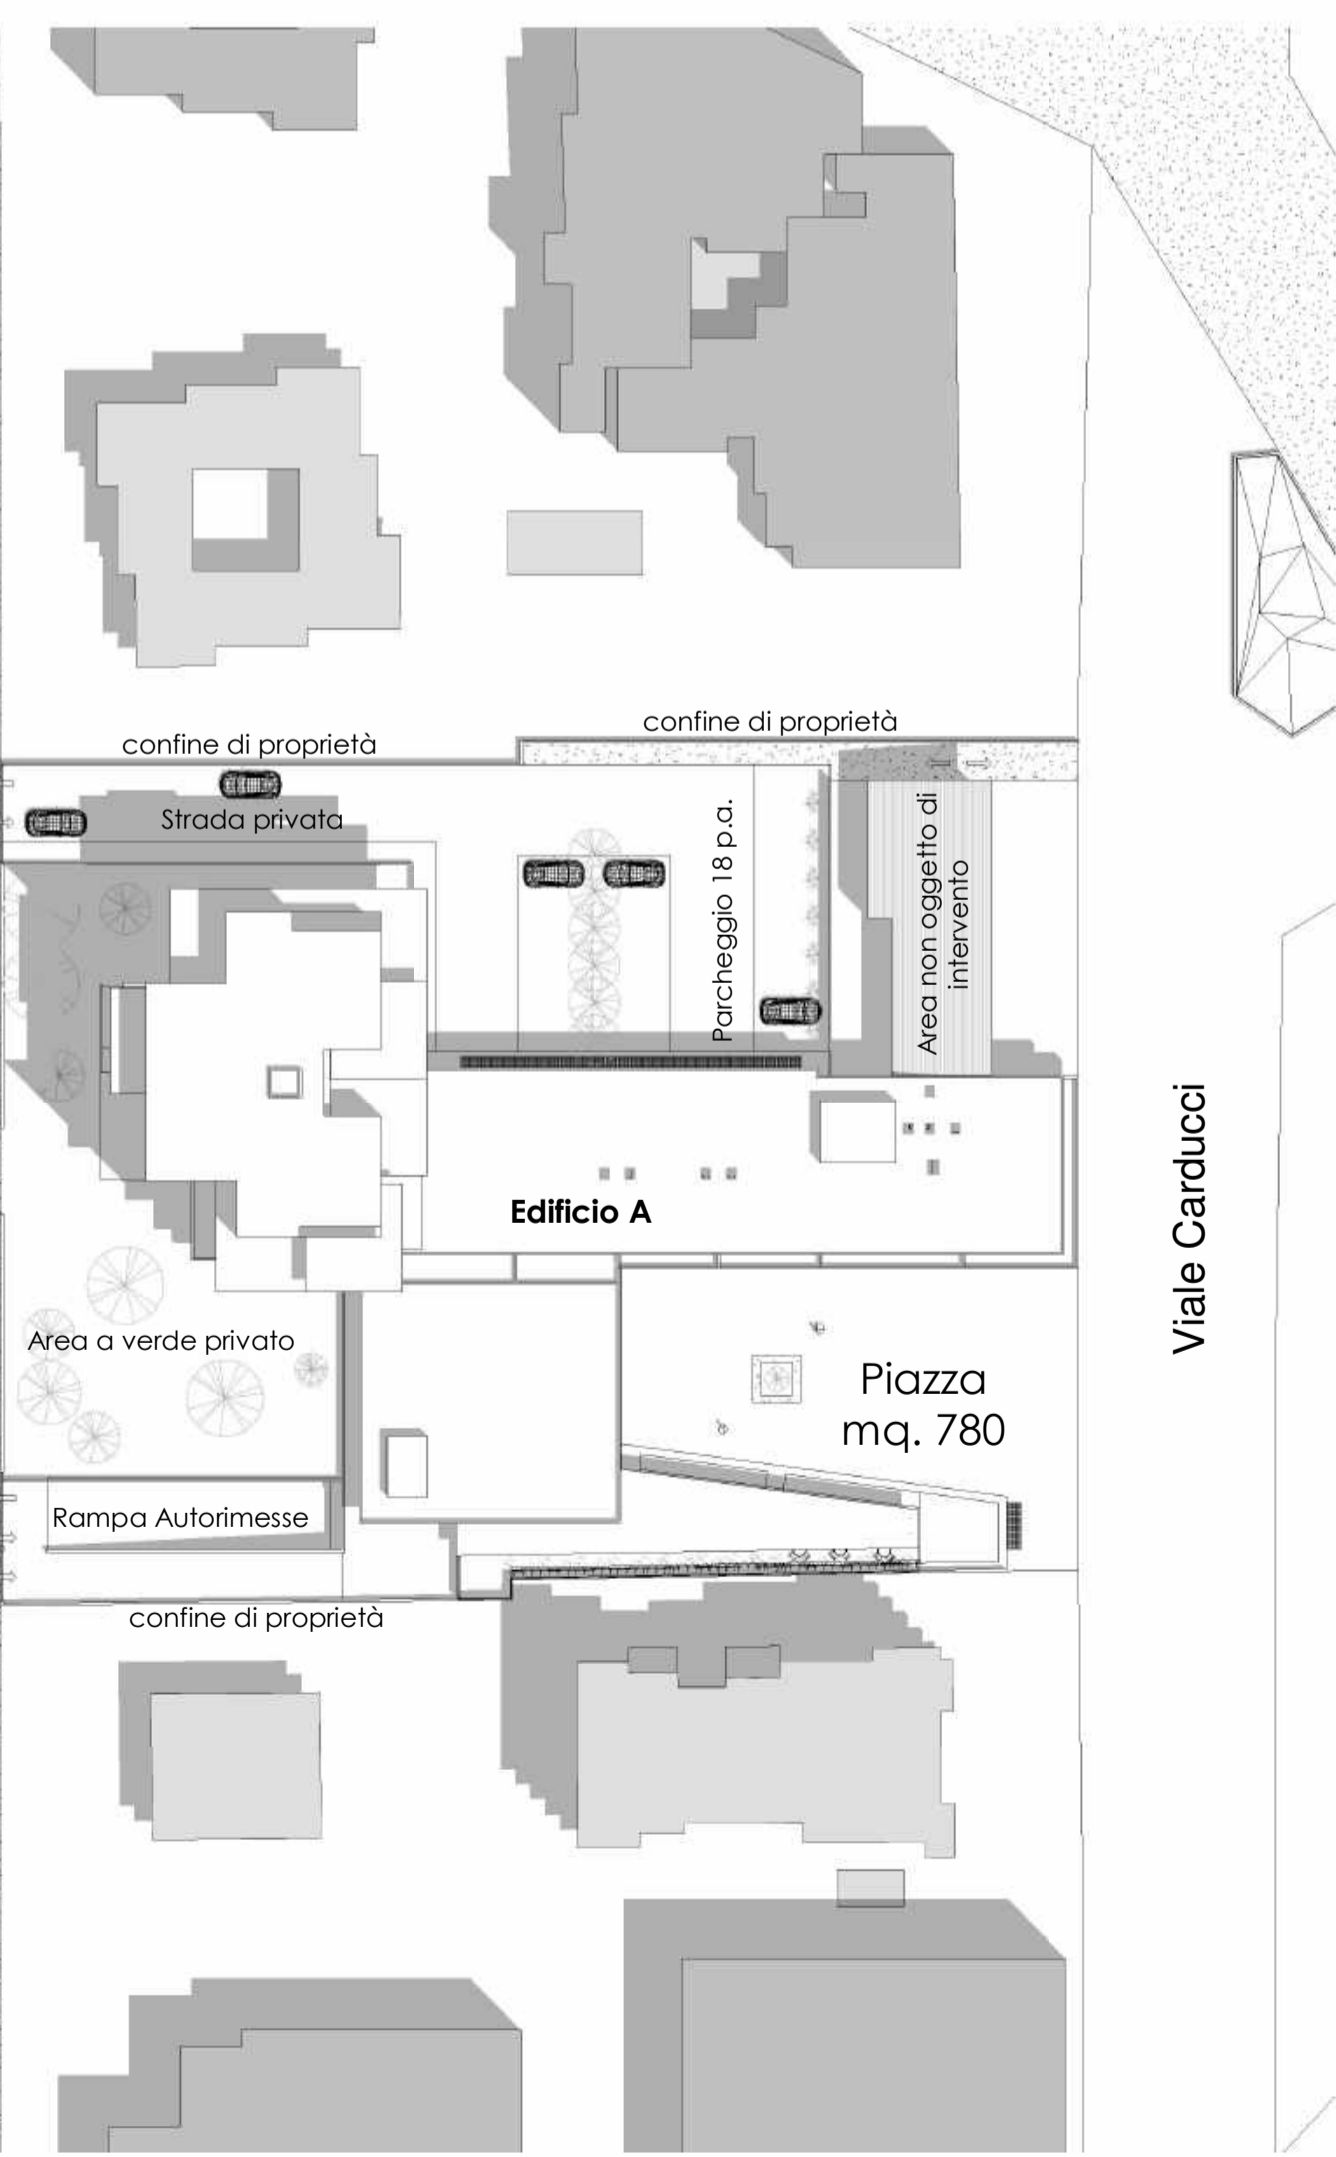 confine di proprietà
confine di proprietà
Strada privata
Parcheggio 18 p.a.
Area non oggetto di
intervento
Edificio A
Viale Carducci
Area a verde privato
Piazza
mq. 780
Rampa Autorimesse
confine di proprietà